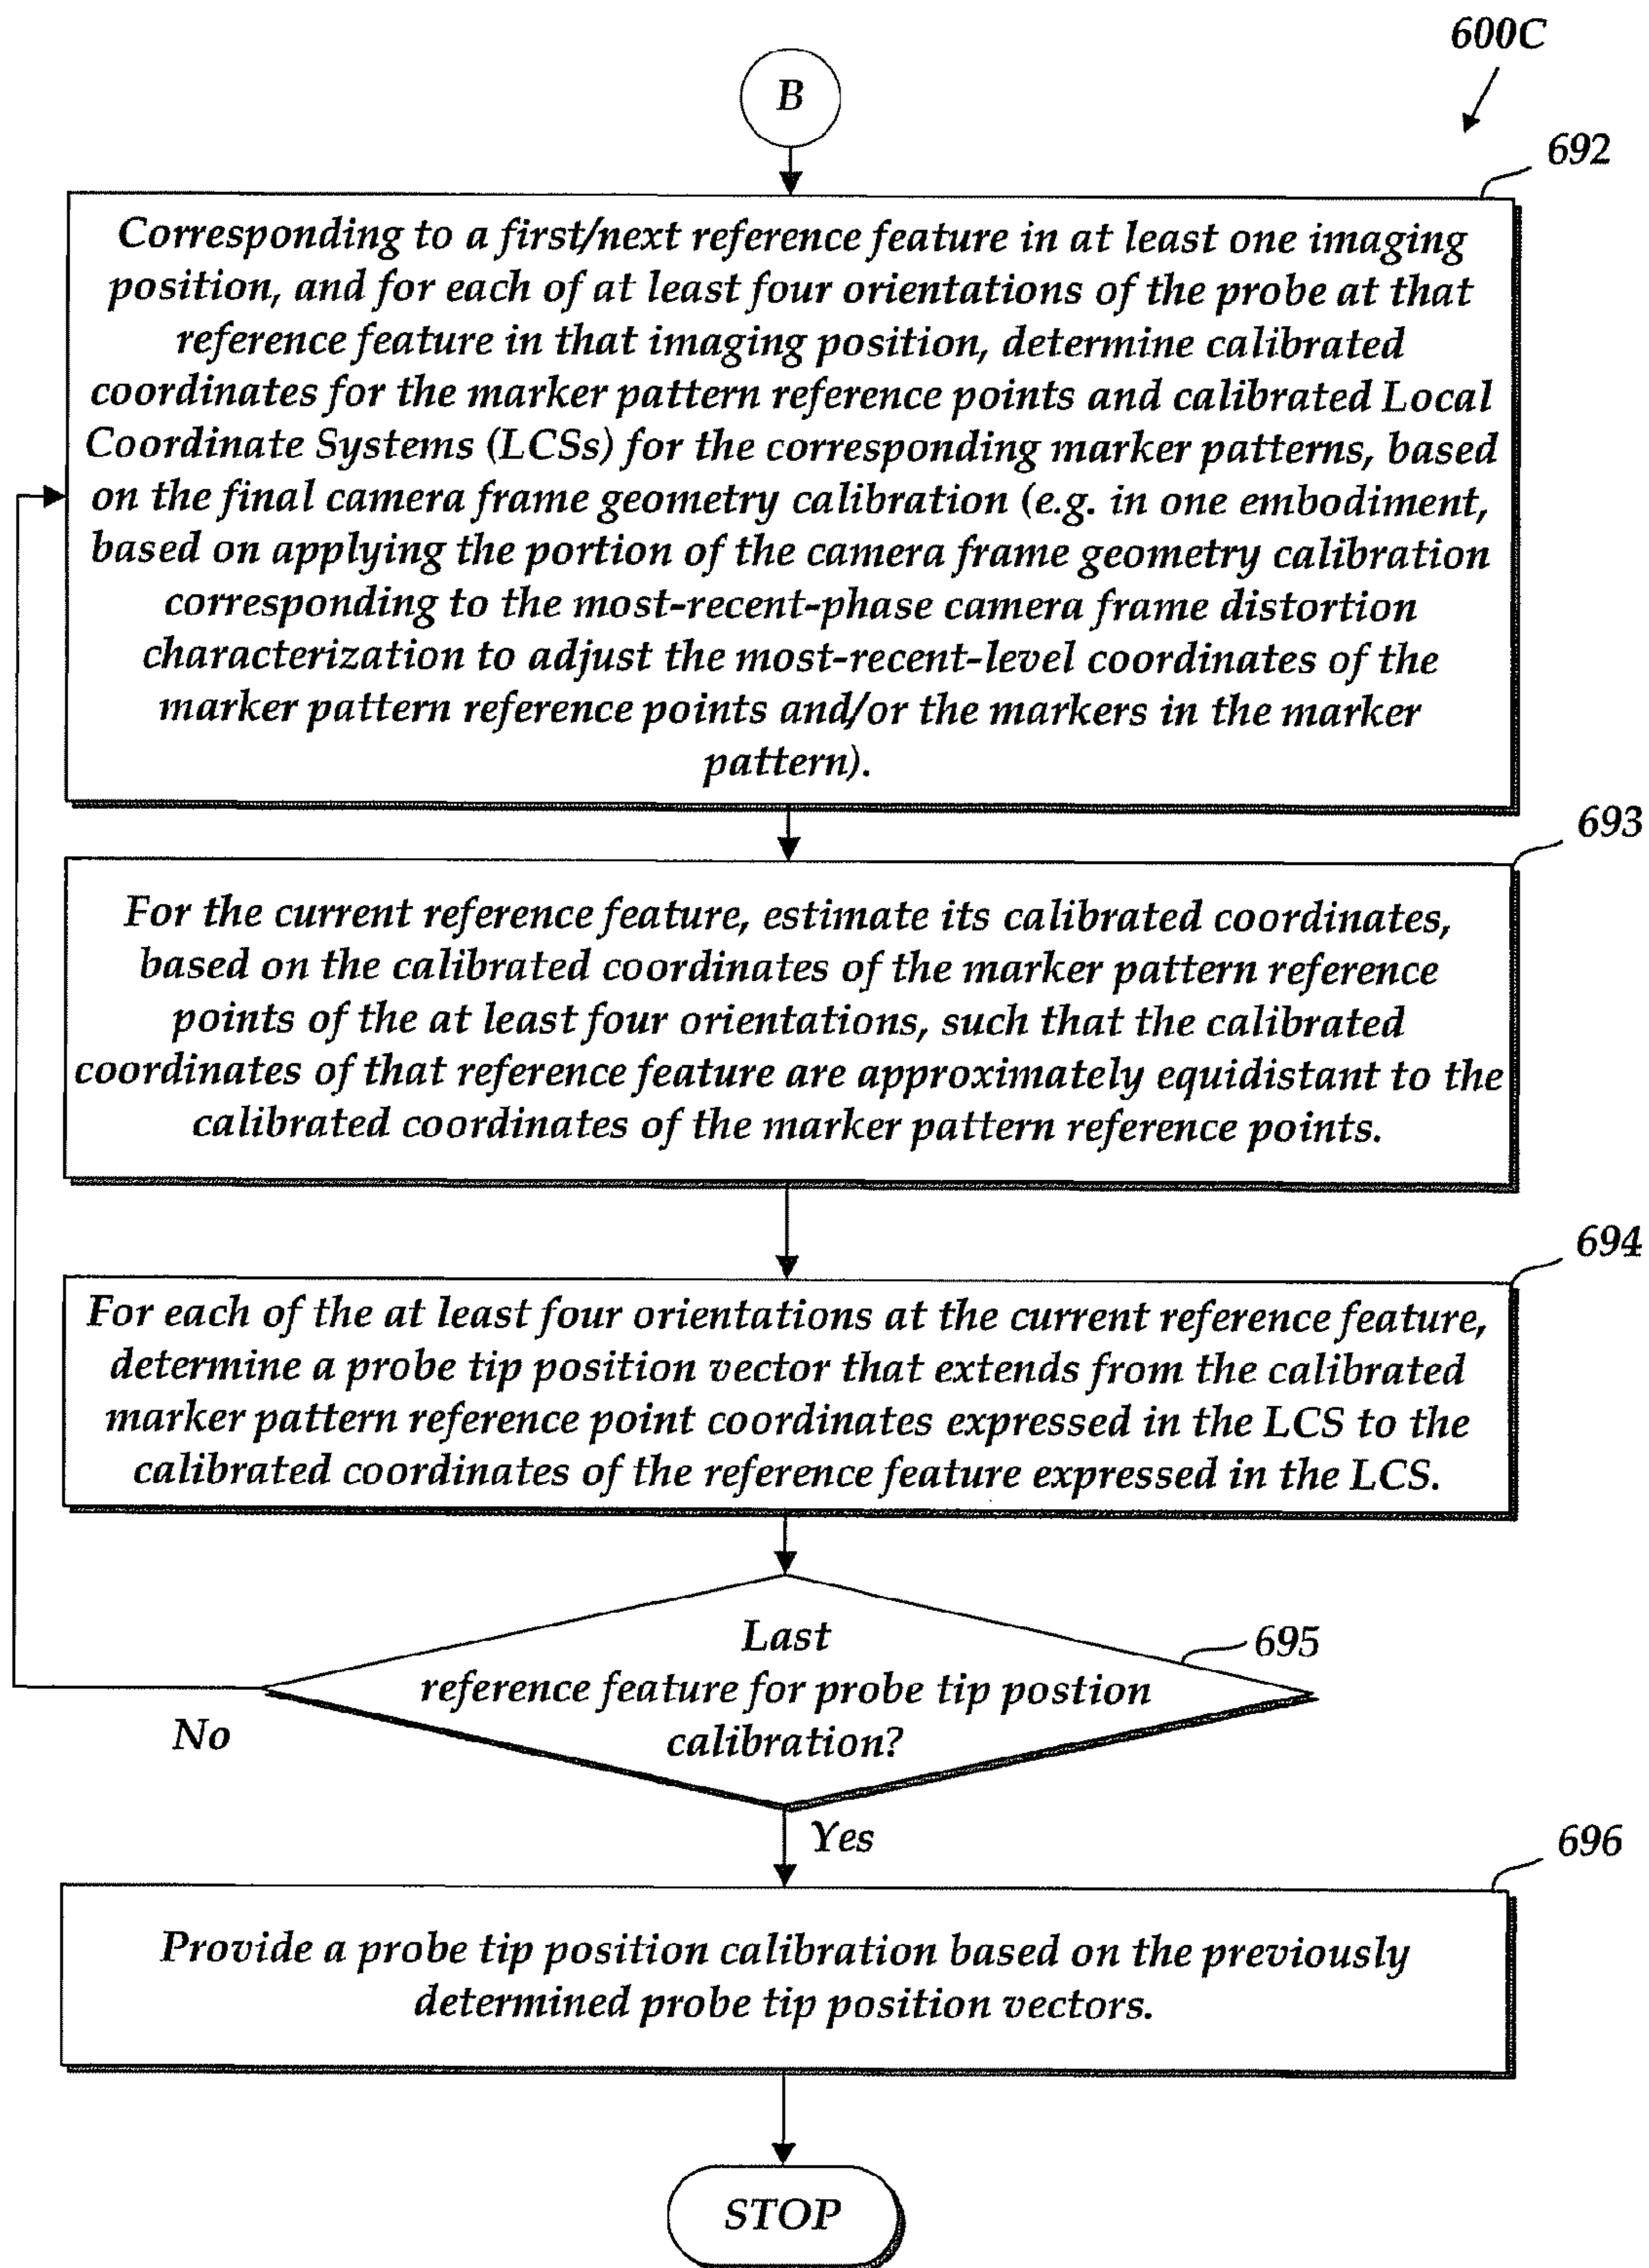 600C
B
692
Corresponding to a first/next reference feature in at least one imaging
position, and for each of at least four orientations of the probe at that
reference feature in that imaging position, determine calibrated
coordinates for the marker pattern reference points and calibrated Local
Coordinate Systems (LCSs) for the corresponding marker patterns, based
on the final camera frame geometry calibration (e.g. in one embodiment,
based on applying the portion of the camera frame geometry calibration
corresponding to the most-recent-phase camera frame distortion
characterization to adjust the most-recent-level coordinates of the
marker pattern reference points and/or the markers in the marker
pattern).
693
For the current reference feature, estimate its calibrated coordinates,
based on the calibrated coordinates of the marker pattern reference
points of the at least four orientations, such that the calibrated
coordinates of that reference feature are approximately equidistant to the
calibrated coordinates of the marker pattern reference points.
694
For each of the at least four orientations at the current reference feature,
determine a probe tip position vector that extends from the calibrated
marker pattern reference point coordinates expressed in the LCS to the
calibrated coordinates of the reference feature expressed in the LCS.
Last
695
reference feature for probe tip postion
calibration?
No
Yes
696
Provide a probe tip position calibration based on the previously
determined probe tip position vectors.
STOP